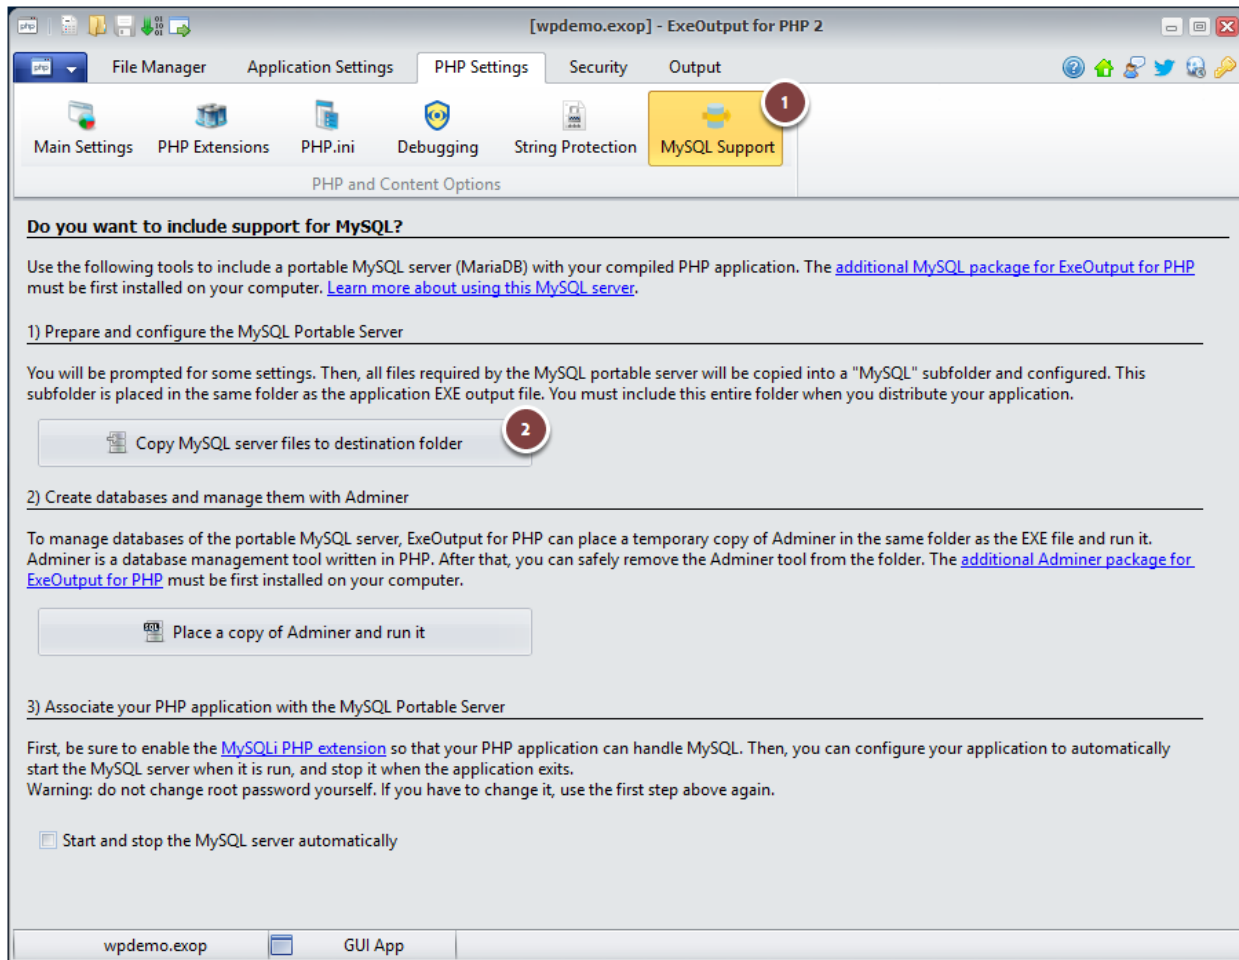 [wpdemo.exop] - ExeOutput for PHP 2
php File Manager Application Settings PHP Settings Security Output
1
Main Settings PHP Extensions PHP.ini Debugging String Protection MySQL Support
PHP and Content Options
Do you want to include support for MySQL?
Use the following tools to include a portable MySQL server (MariaDB) with your compiled PHP application. The additional MySQL package for ExeOutput for PHP
must be first installed on your computer. Learn more about using this MySQL server.
1) Prepare and configure the MySQL Portable Server
You will be prompted for some settings. Then, all files required by the MySQL portable server will be copied into a "MySQL" subfolder and configured. This
subfolder is placed in the same folder as the application EXE output file. You must include this entire folder when you distribute your application.
Copy MySQL server files to destination folder
2
2) Create databases and manage them with Adminer
To manage databases of the portable MySQL server, ExeOutput for PHP can place a temporary copy of Adminer in the same folder as the EXE file and run it.
Adminer is a database management tool written in PHP. After that, you can safely remove the Adminer tool from the folder. The additional Adminer package for
ExeOutput for PHP must be first installed on your computer.
SQL Place a copy of Adminer and run it
3) Associate your PHP application with the MySQL Portable Server
First, be sure to enable the MySQLi PHP extension so that your PHP application can handle MySQL. Then, you can configure your application to automatically
start the MySQL server when it is run, and stop it when the application exits.
Warning: do not change root password yourself. If you have to change it, use the first step above again.
Start and stop the MySQL server automatically
wpdemo.exop GUI App